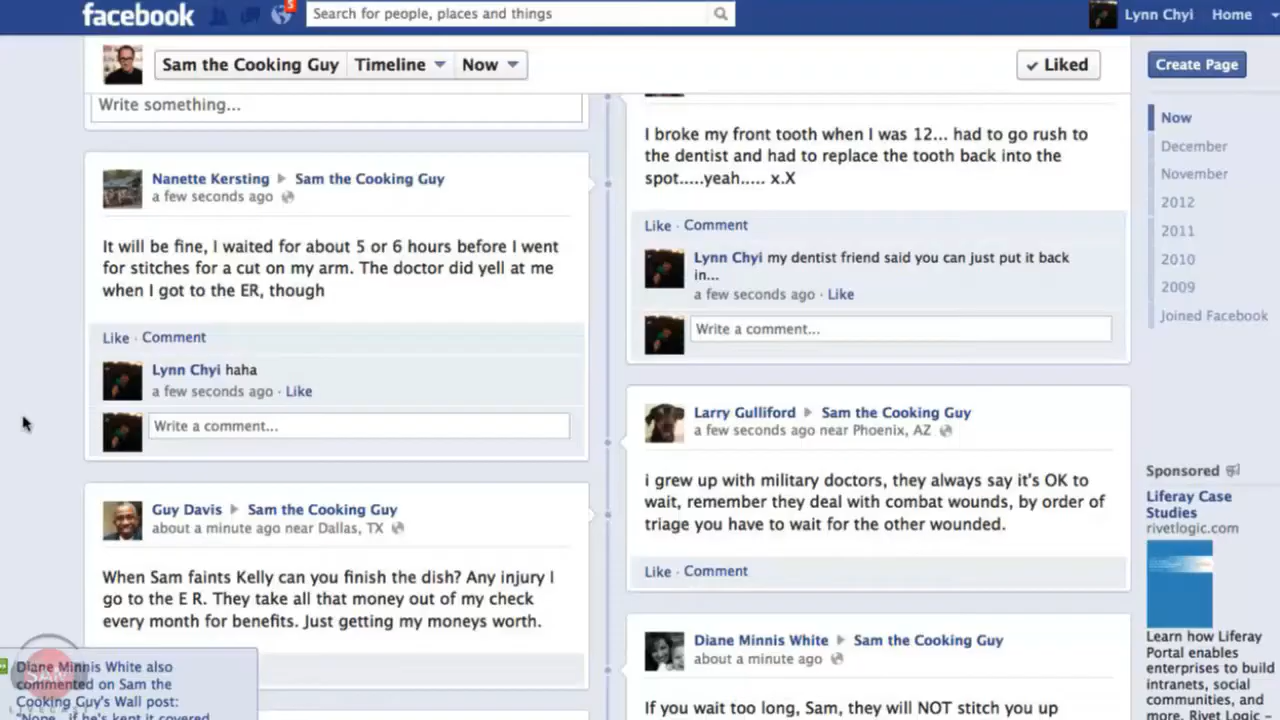 facebook
5
Search for people, places and things
Lynn Chyi
Home
Sam the Cooking Guy
Timeline
Now
Liked
Create Page
Write something...
Nanette Kersting
Sam the Cooking Guy
a few seconds ago
It will be fine, I waited for about 5 or 6 hours before I went
for stitches for a cut on my arm. The doctor did yell at me
when I got to the ER, though
Like · Comment
Lynn Chyi haha
a few seconds ago · Like
Write a comment...
Guy Davis
Sam the Cooking Guy
about a minute ago near Dallas, TX
When Sam faints Kelly can you finish the dish? Any injury I
go to the E R. They take all that money out of my check
every month for benefits. Just getting my moneys worth.
Diane Minnis White also
commented on Sam the
Cooking Guy's Wall post:
"Nope.. if he's kept it covered
SAM
I broke my front tooth when I was 12... had to go rush to
the dentist and had to replace the tooth back into the
spot.....yeah..... x.X
Like · Comment
Lynn Chyi my dentist friend said you can just put it back
in...
a few seconds ago · Like
Write a comment...
Larry Gulliford
Sam the Cooking Guy
a few seconds ago near Phoenix, AZ
i grew up with military doctors, they always say it's OK to
wait, remember they deal with combat wounds, by order of
triage you have to wait for the other wounded.
Like · Comment
Diane Minnis White
Sam the Cooking Guy
about a minute ago
If you wait too long, Sam, they will NOT stitch you up
Now
December
November
2012
2011
2010
2009
Joined Facebook
Sponsored
Liferay Case
Studies
rivetlogic.com
Learn how Liferay
Portal enables
enterprises to build
intranets, social
communities, and
more. Rivet Logic –